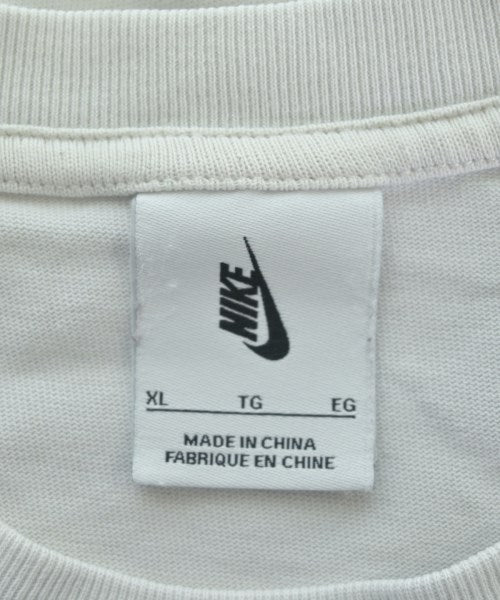 NIKE
XL TG EG
MADE IN CHINA
FABRIQUE EN CHINE